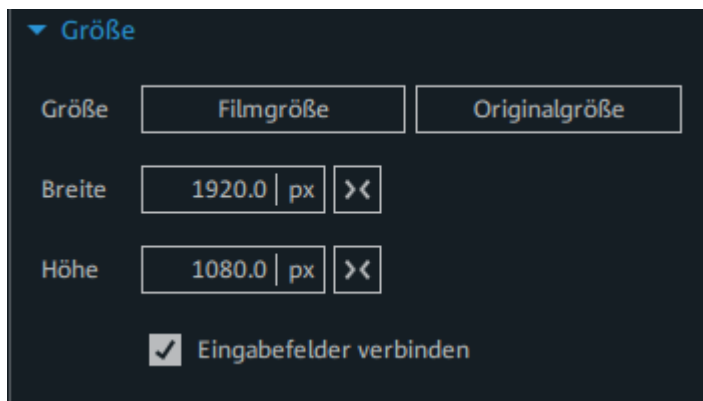 Größe
Größe Filmgröße Originalgröße
Breite 1920.0 px
Höhe 1080.0 px
Eingabefelder verbinden